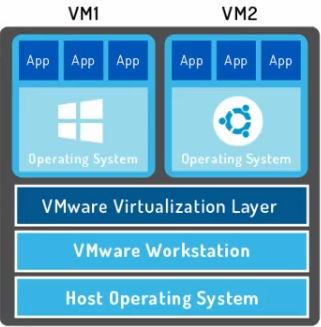 VM1 VM2
App App App App App App
Operating System Operating System
VMware Virtualization Layer
VMware Workstation
Host Operating System